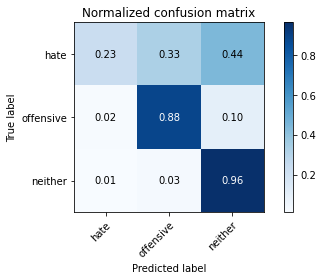 Normalized confusion matrix
hate 0.23 0.33 0.44
offensive 0.02 0.88 0.10
neither 0.01 0.03 0.96
True label
hate offensive neither
Predicted label
0.8
0.6
0.4
0.2